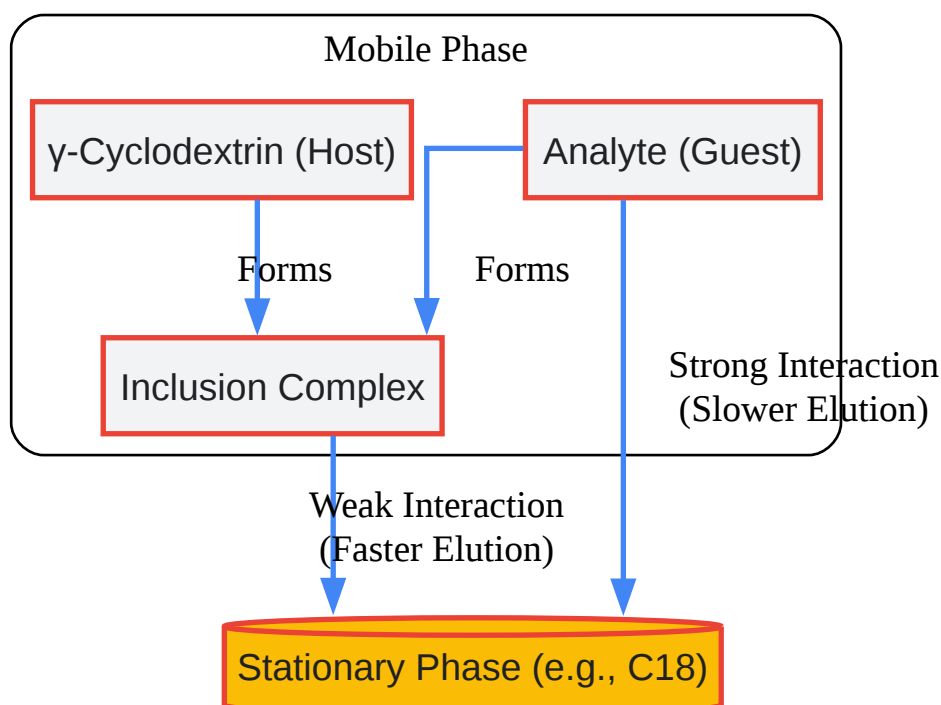 Mobile Phase
γ-Cyclodextrin (Host)
Analyte (Guest)
Forms
Forms
Inclusion Complex
Strong Interaction
(Slower Elution)
Weak Interaction
(Faster Elution)
Stationary Phase (e.g., C18)